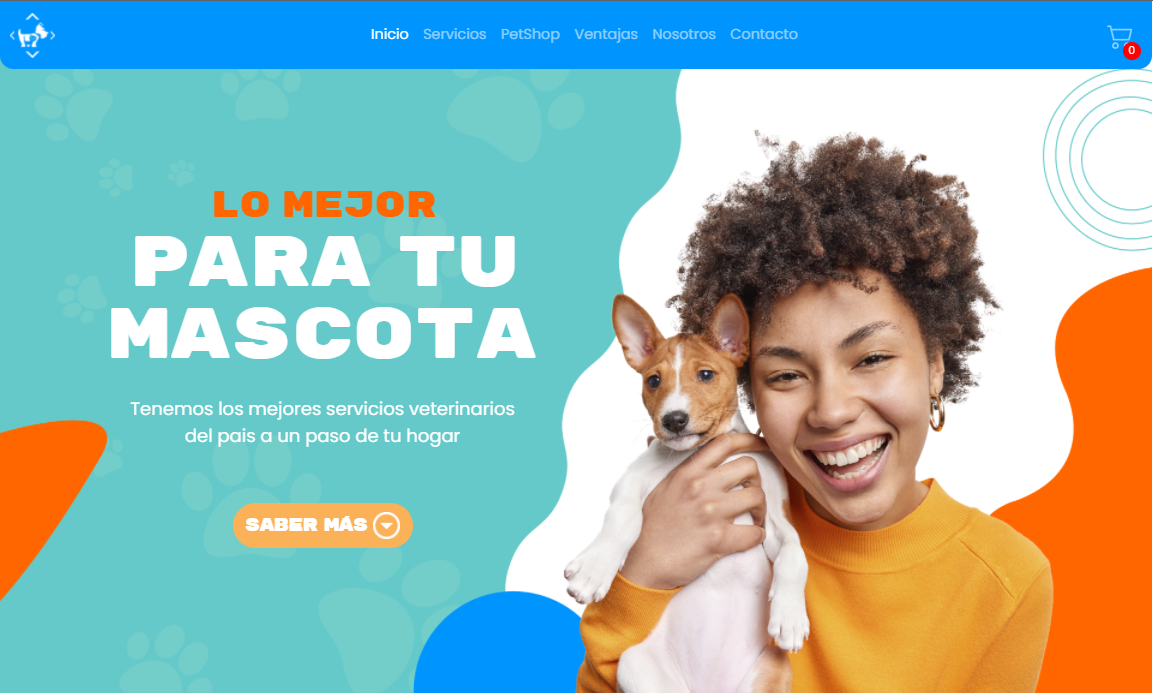 Inicio Servicios PetShop Ventajas Nosotros Contacto
0
LO MEJOR
PARA TU
MASCOTA
Tenemos los mejores servicios veterinarios
del pais a un paso de tu hogar
SABER MÁS